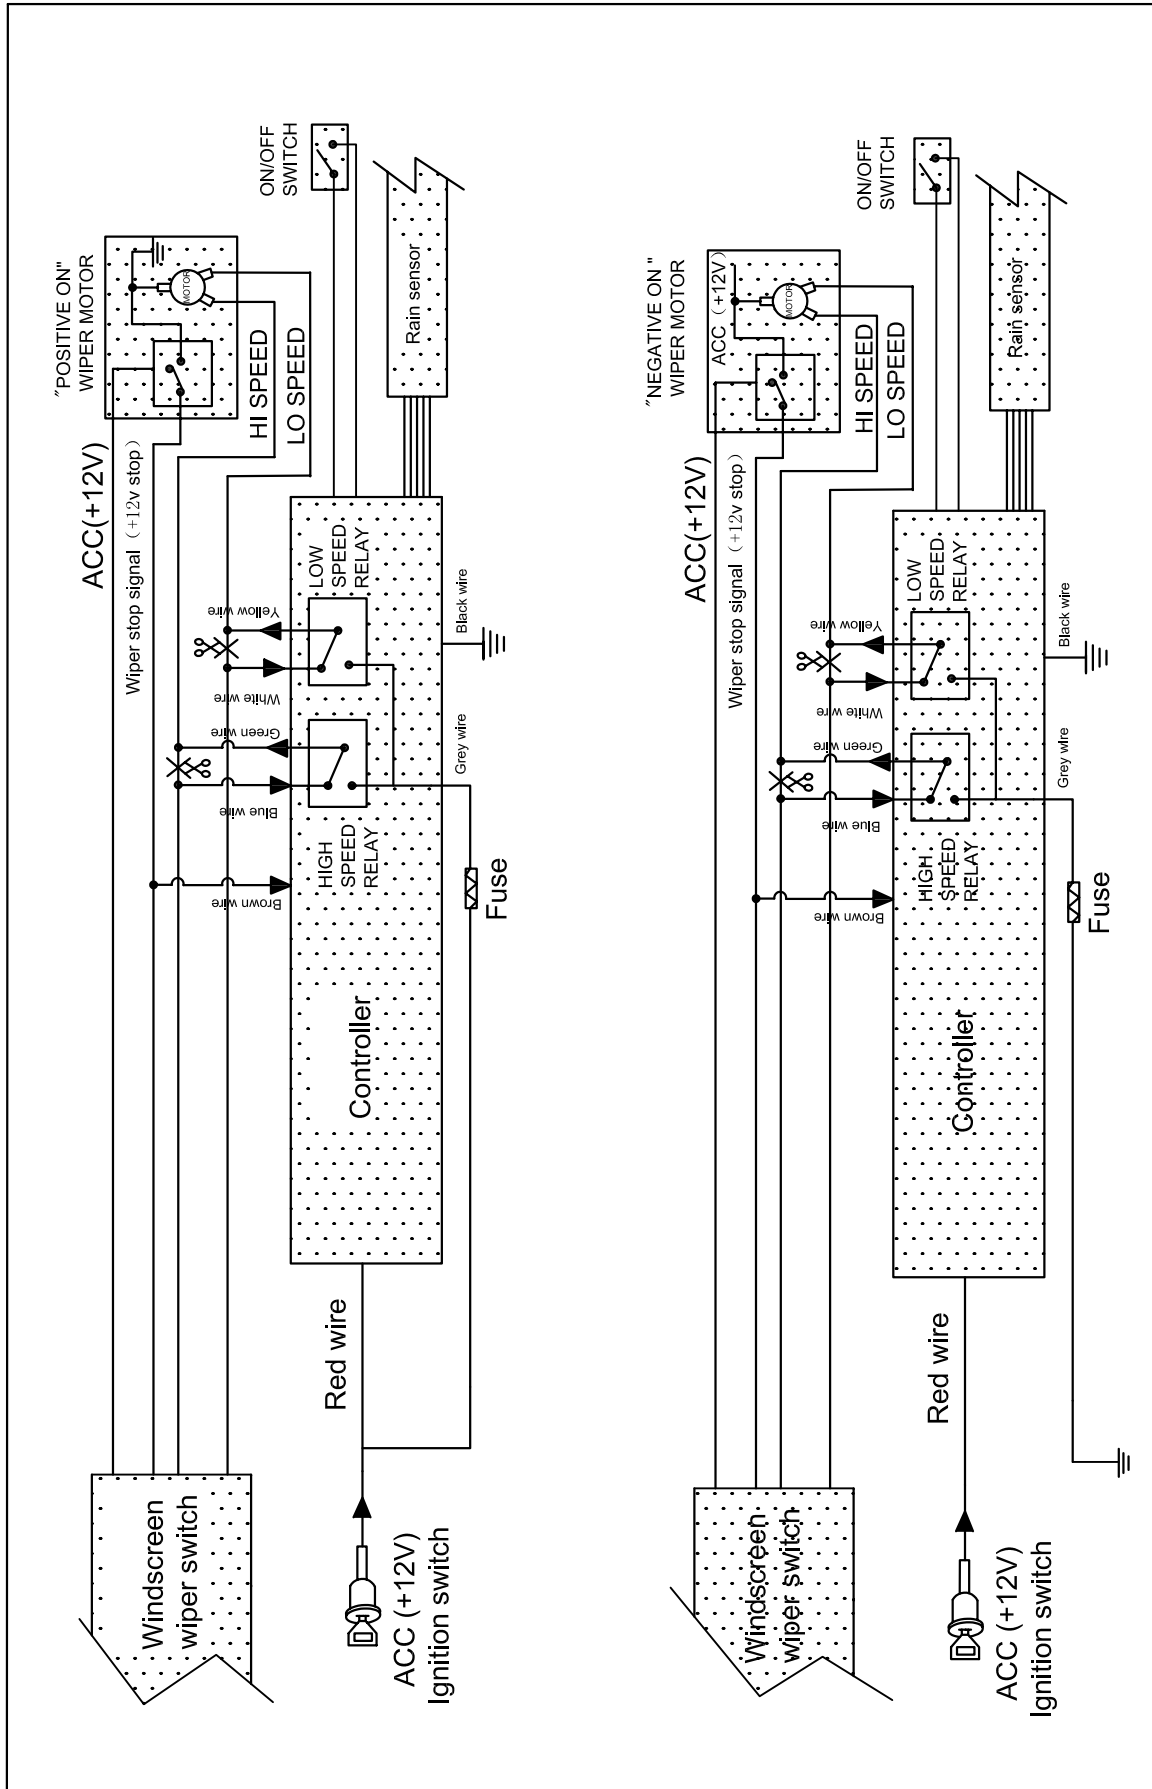 "POSITIVE ON"
WIPER MOTOR
MOTOR
ON/OFF
SWITCH
Rain sensor
HI SPEED
LO SPEED
ACC(+12V)
Wiper stop signal（+12v stop）
LOW
SPEED
RELAY
Yellow wire
White wire
Green wire
Blue wire
Brown wire
Black wire
Grey wire
HIGH
SPEED
RELAY
Fuse
Controller
Red wire
Windscreen
wiper switch
ACC (+12V)
Ignition switch
"NEGATIVE ON"
WIPER MOTOR
ACC（+12V）
MOTOR
ON/OFF
SWITCH
Rain sensor
HI SPEED
LO SPEED
ACC(+12V)
Wiper stop signal（+12v stop）
LOW
SPEED
RELAY
Yellow wire
White wire
Green wire
Blue wire
Brown wire
Black wire
Grey wire
HIGH
SPEED
RELAY
Fuse
Controller
Red wire
Windscreen
wiper switch
ACC (+12V)
Ignition switch